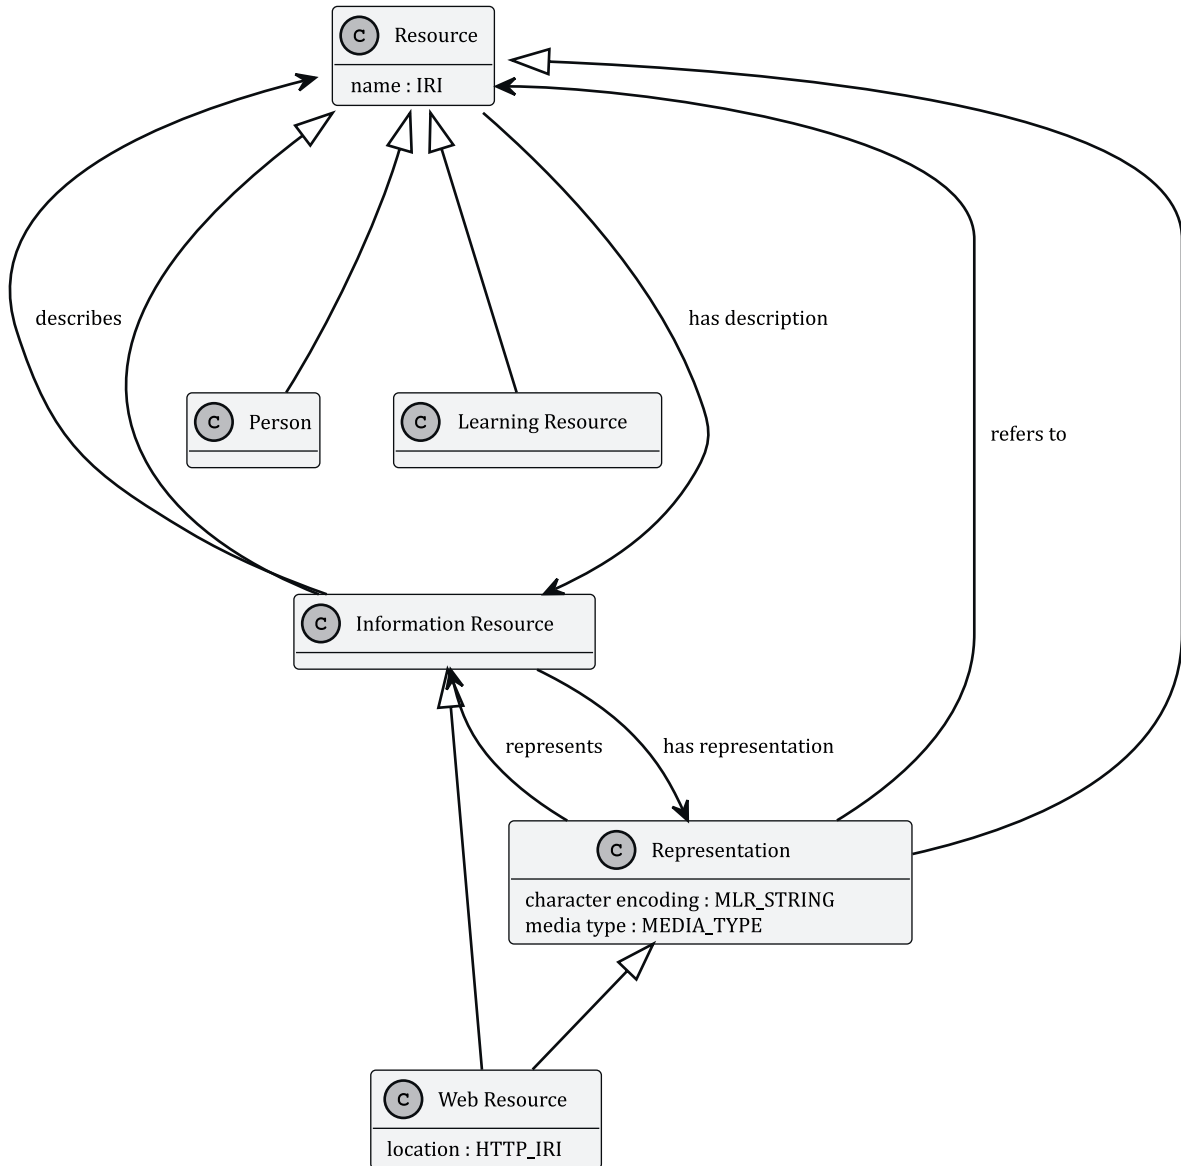 C Resource
name : IRI
describes
has description
C Person
C Learning Resource
refers to
C Information Resource
represents
has representation
C Representation
character encoding : MLR_STRING
media type : MEDIA_TYPE
C Web Resource
location : HTTP_IRI